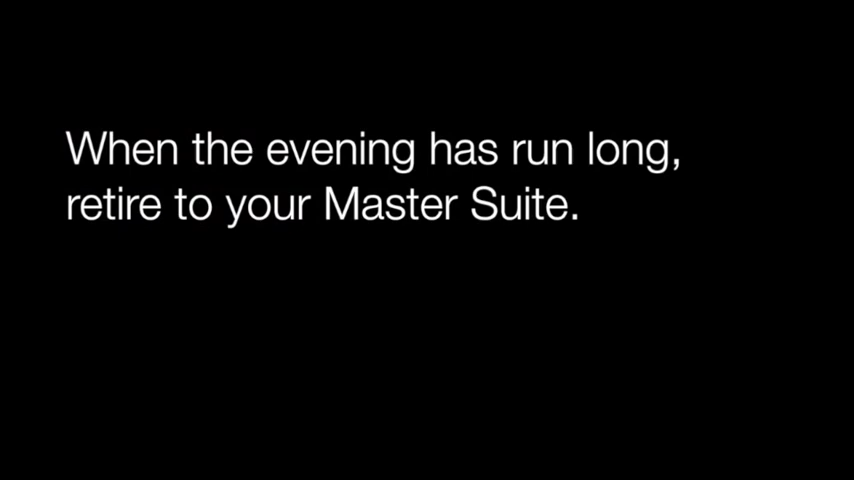 When the evening has run long,
retire to your Master Suite.